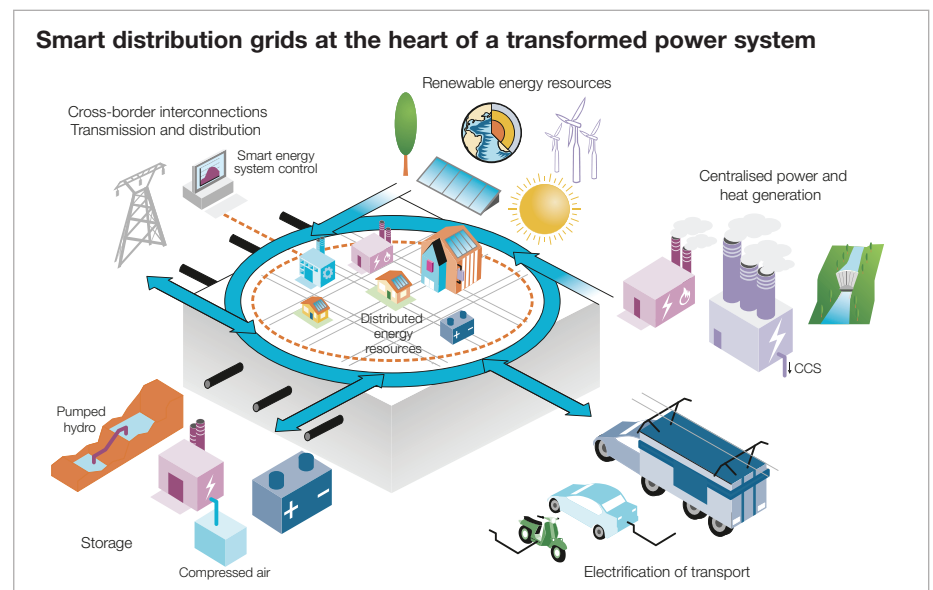 Smart distribution grids at the heart of a transformed power system
Renewable energy resources
Cross-border interconnections
Transmission and distribution
Smart energy
system control
Centralised power and
heat generation
Distributed
energy
resources
CCS
Pumped
hydro
Storage
Compressed air
Electrification of transport